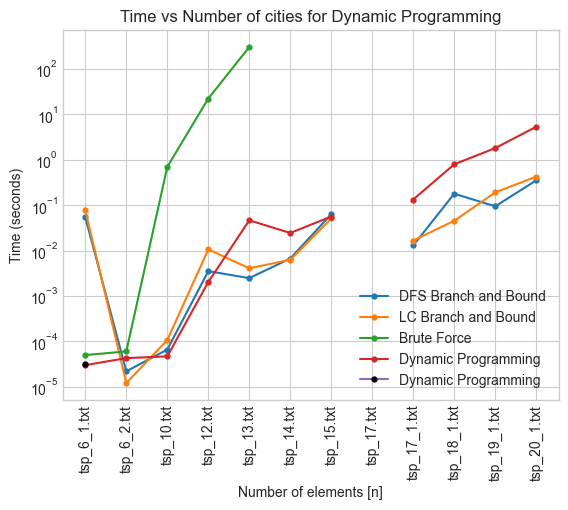 Time vs Number of cities for Dynamic Programming
Time (seconds)
10²
10¹
10⁰
10⁻¹
10⁻²
10⁻³
10⁻⁴
10⁻⁵
DFS Branch and Bound
LC Branch and Bound
Brute Force
Dynamic Programming
Dynamic Programming
tsp_6_1.txt
tsp_6_2.txt
tsp_10.txt
tsp_12.txt
tsp_13.txt
tsp_14.txt
tsp_15.txt
tsp_17.txt
tsp_17_1.txt
tsp_18_1.txt
tsp_19_1.txt
tsp_20_1.txt
Number of elements [n]